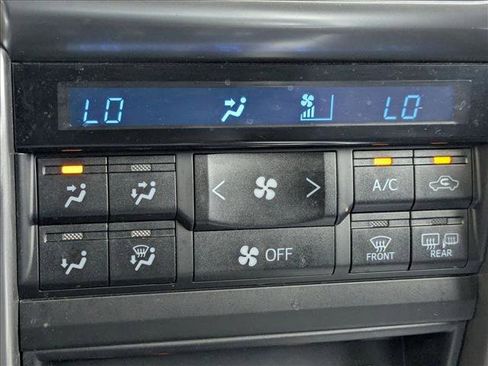 LO LO
< > A/C
OFF FRONT REAR